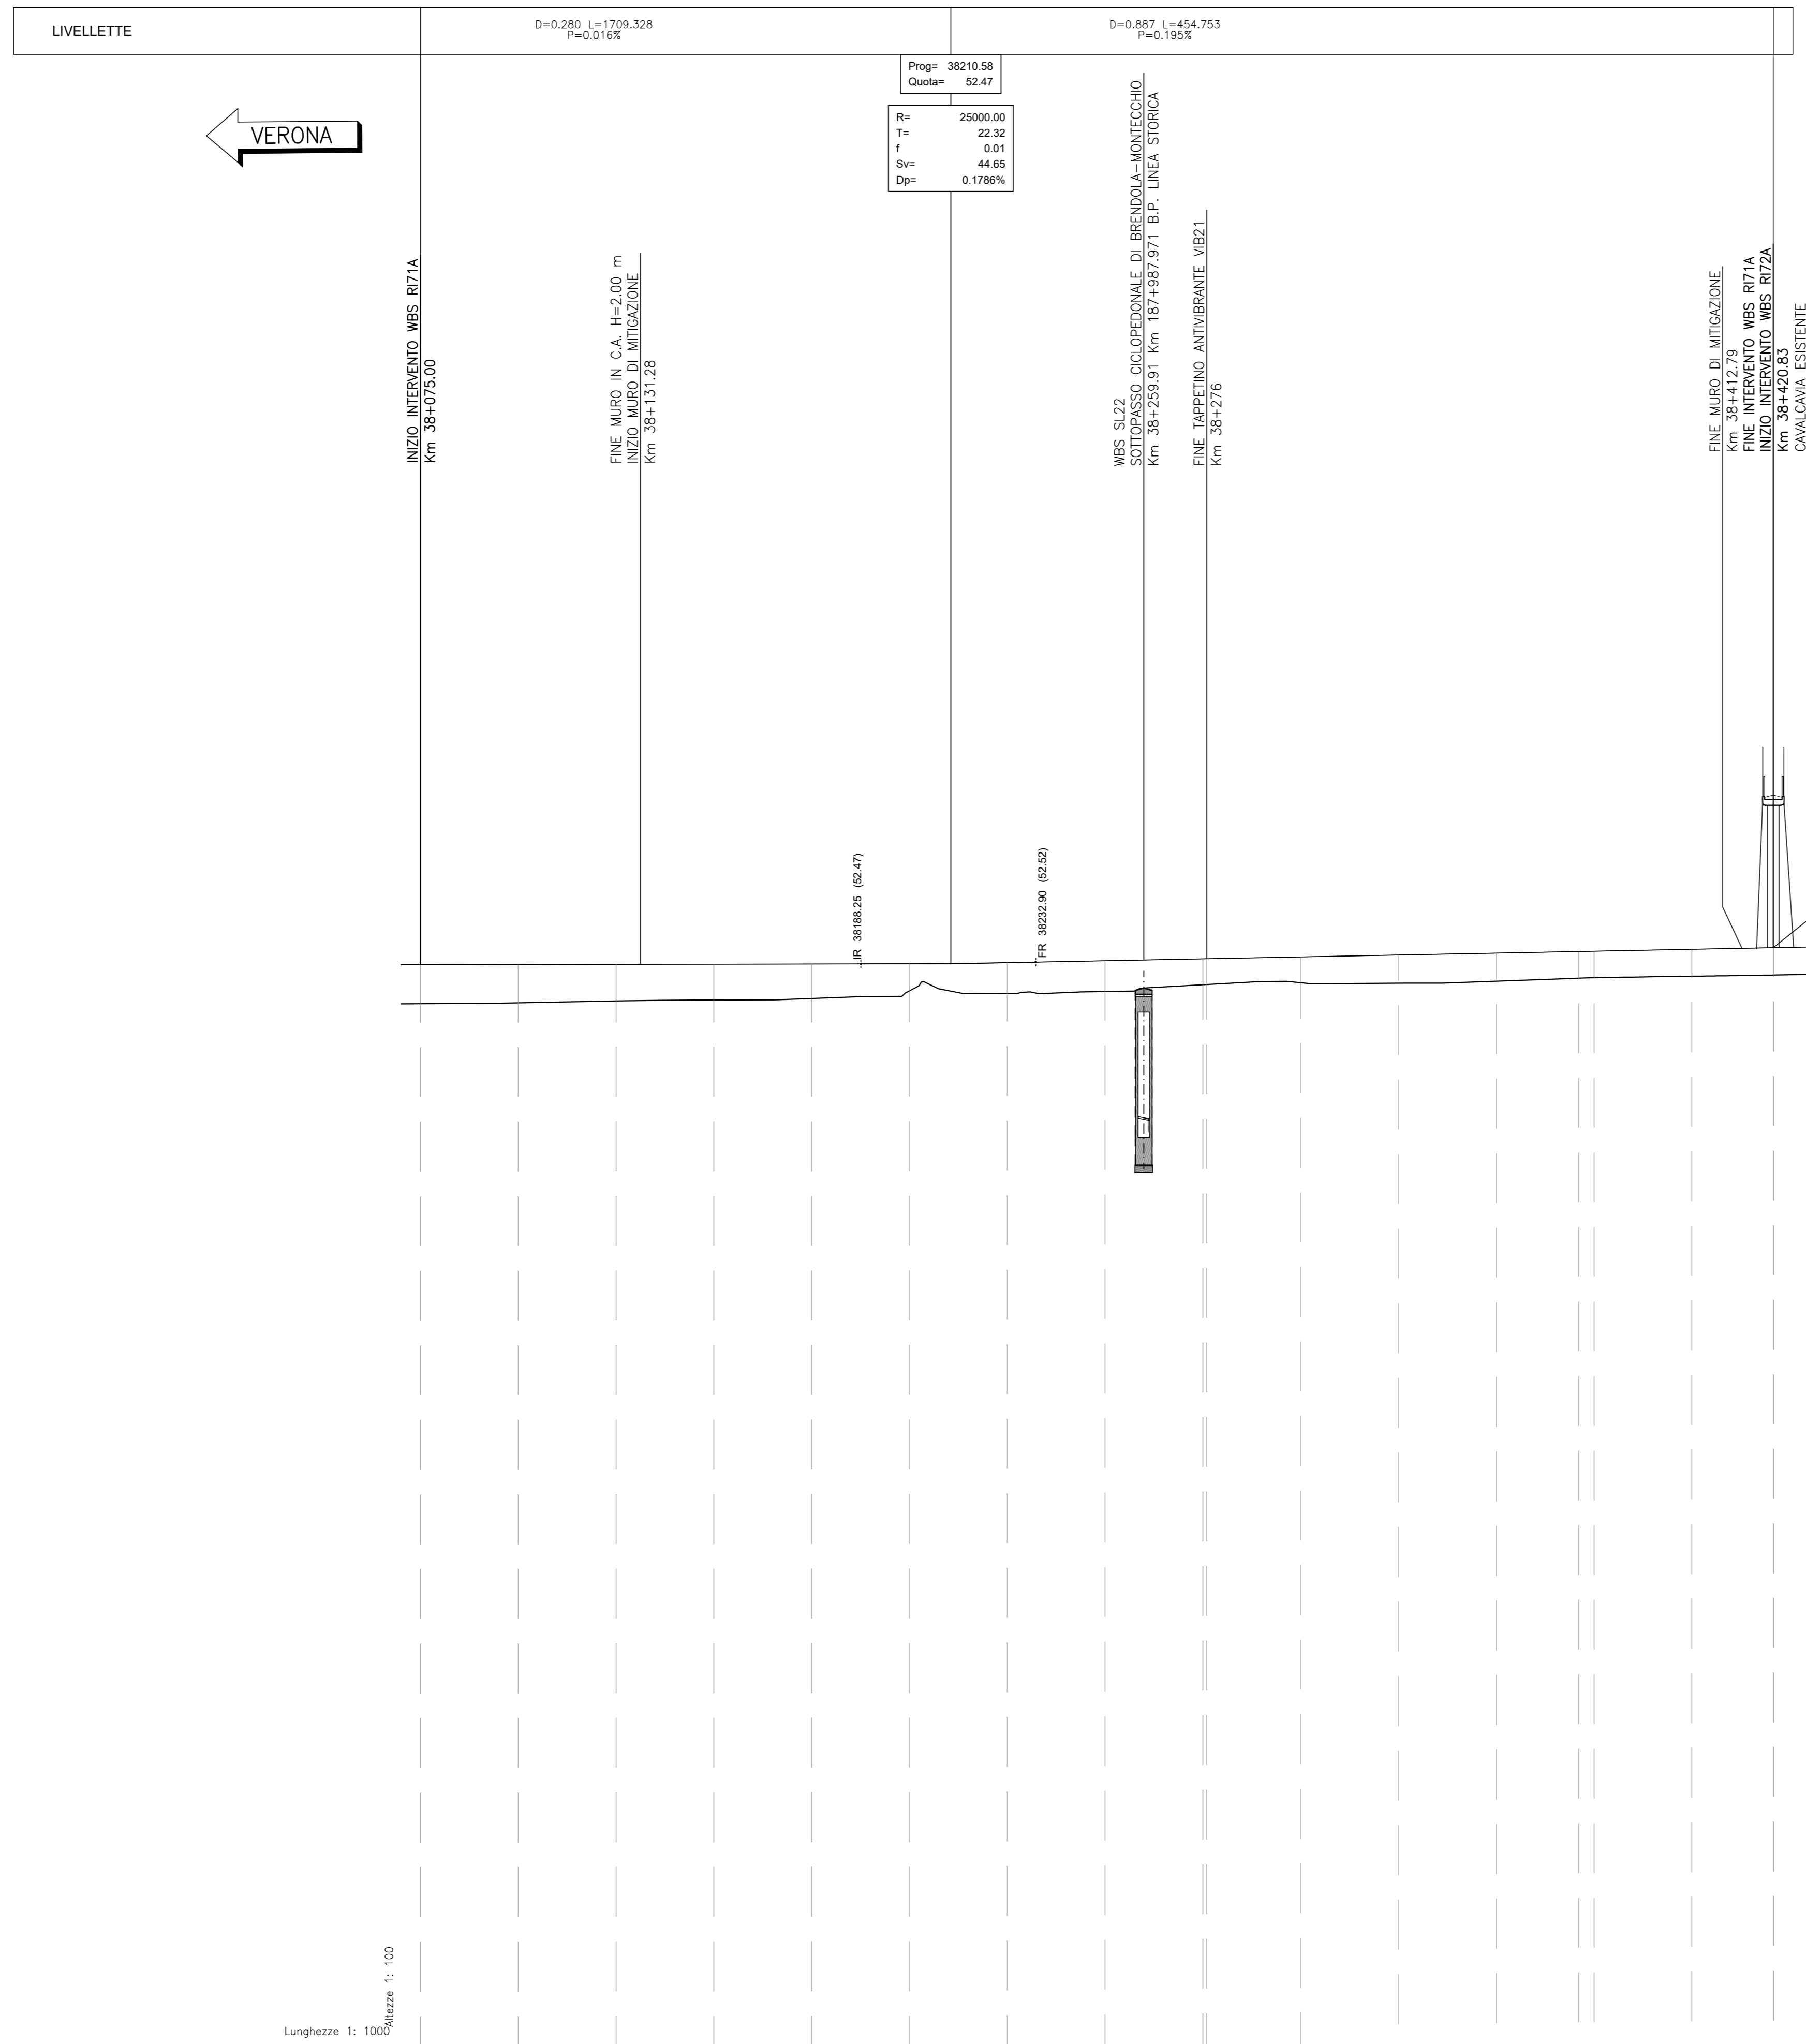 LIVELLETTE
D=0.280 L=1709.328
P=0.016%
D=0.887 L=454.753
P=0.195%
Prog= 38210.58
Quota= 52.47
R= 25000.00
T= 22.32
f 0.01
Sv= 44.65
Dp= 0.1786%
VERONA
INIZIO INTERVENTO WBS RI71A
Km 38+075.00
FINE MURO IN C.A. H=2.00 m
INIZIO MURO DI MITIGAZIONE
Km 38+131.28
WBS SL22
SOTTOPASSO CICLOPEDONALE DI BRENDOLA-MONTECCHIO
Km 38+259.91 Km 187+987.971 B.P. LINEA STORICA
FINE TAPPETINO ANTIVIBRANTE VIB21
Km 38+276
FINE MURO DI MITIGAZIONE
Km 38+412.79
FINE INTERVENTO WBS RI71A
INIZIO INTERVENTO WBS RI72A
Km 38+420.83
CAVALCAVIA ESISTENTE
IR 38188.25 (52.47)
FR 38232.90 (52.52)
Altezze 1: 100
Lunghezze 1: 1000